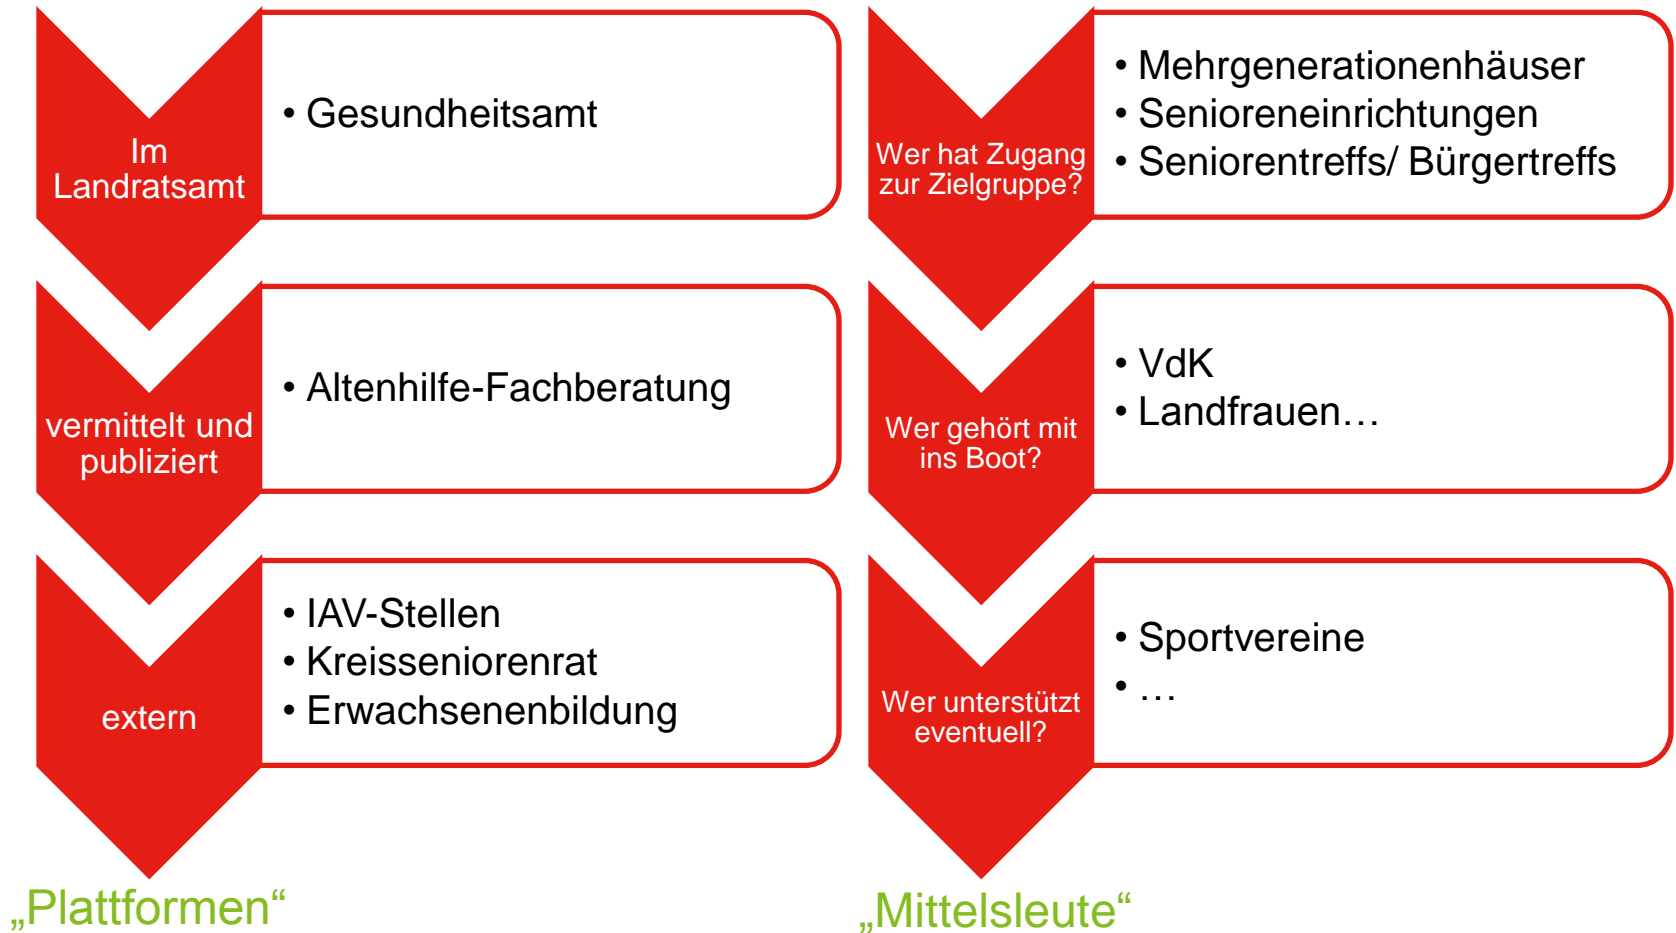 Im
Landratsamt
• Gesundheitsamt
vermittelt und
publiziert
• Altenhilfe-Fachberatung
extern
• IAV-Stellen
• Kreisseniorenrat
• Erwachsenenbildung
„Plattformen“
Wer hat Zugang
zur Zielgruppe?
• Mehrgenerationenhäuser
• Senioreneinrichtungen
• Seniorentreffs/ Bürgertreffs
Wer gehört mit
ins Boot?
• VdK
• Landfrauen…
Wer unterstützt
eventuell?
• Sportvereine
• …
„Mittelsleute“